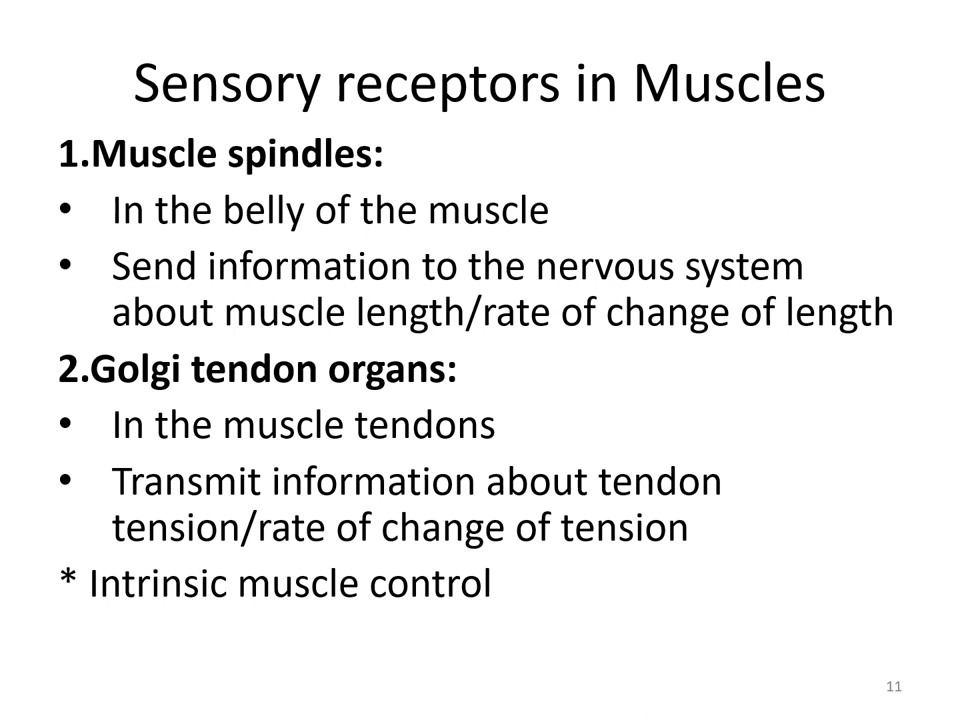 Sensory receptors in Muscles
1.Muscle spindles:
• In the belly of the muscle
• Send information to the nervous system
about muscle length/rate of change of length
2.Golgi tendon organs:
• In the muscle tendons
• Transmit information about tendon
tension/rate of change of tension
* Intrinsic muscle control
11